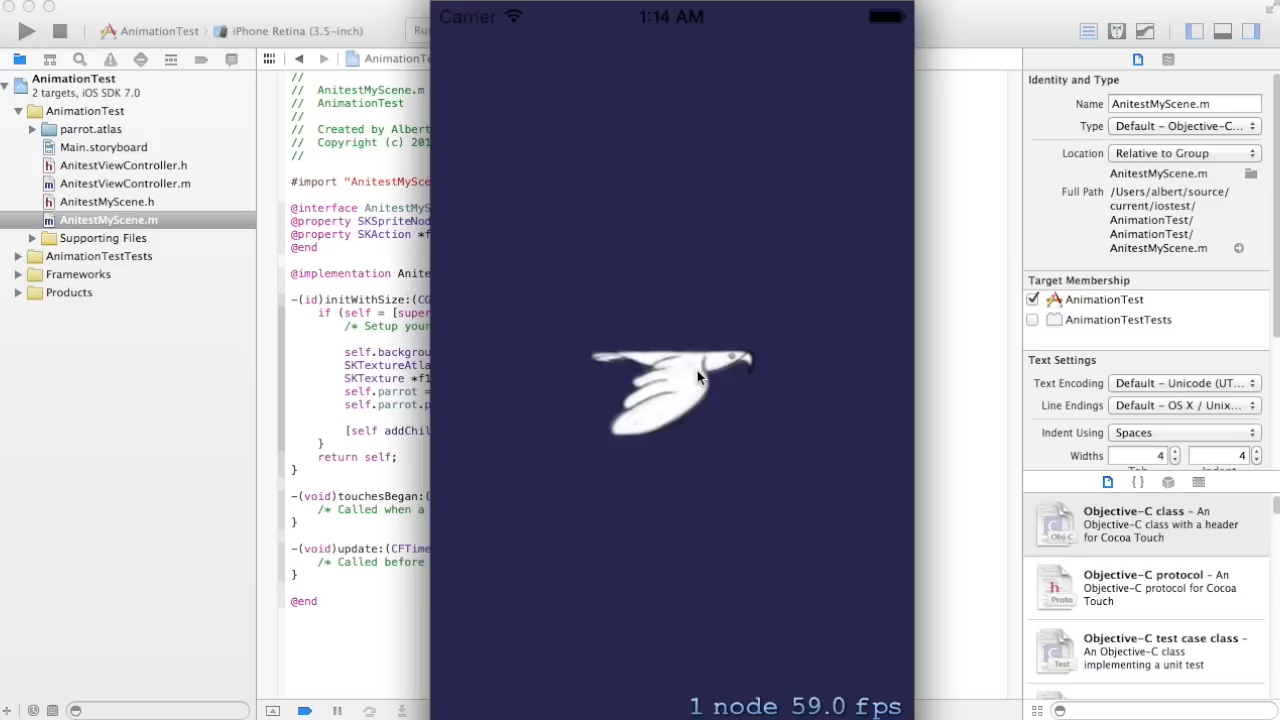 Carrier 1:14 AM
AnimationTest iPhone Retina (3.5-inch) Ru
AnimationTest
2 targets, iOS SDK 7.0
AnimationTest
parrot.atlas
Main.storyboard
AnitestViewController.h
AnitestViewController.m
AnitestMyScene.h
AnitestMyScene.m
Supporting Files
AnimationTestTests
Frameworks
Products
AnimationT
//
// AnitestMyScene.m
// AnimationTest
//
// Created by Albert
// Copyright (c) 201
//
#import "AnitestMySce
@interface AnitestMyS
@property SKSpriteNod
@property SKAction *f
@end
@implementation Anite
-(id)initWithSize:(CG
if (self = [super
/* Setup your
self.backgrou
SKTextureAtla
SKTexture *f1
self.parrot =
self.parrot.p
[self addChil
}
return self;
}
-(void)touchesBegan:(
/* Called when a
}
-(void)update:(CFTime
/* Called before
}
@end
1 node 59.0 fps
Identity and Type
Name AnitestMyScene.m
Type Default - Objective-C...
Location Relative to Group
AnitestMyScene.m
Full Path /Users/albert/source/
current/iostest/
AnimationTest/
AnimationTest/
AnitestMyScene.m
Target Membership
AnimationTest
AnimationTestTests
Text Settings
Text Encoding Default - Unicode (UT...
Line Endings Default - OS X / Unix...
Indent Using Spaces
Widths 4 4
{ }
Objective-C class - An
Objective-C class with a header
for Cocoa Touch
Obj-C
Objective-C protocol - An
Objective-C protocol for Cocoa
Touch
Proto
Objective-C test case class -
An Objective-C class
implementing a unit test
Test